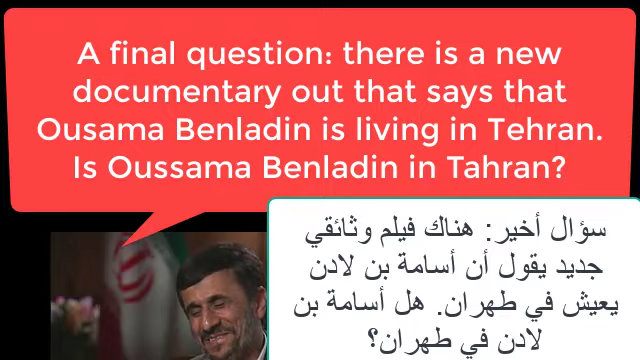 A final question: there is a new
documentary out that says that
Ousama Benladin is living in Tehran.
Is Oussama Benladin in Tahran?
سؤال أخير: هناك فيلم وثائقي
جديد يقول أن أسامة بن لادن
يعيش في طهران. هل أسامة بن
لادن في طهران؟